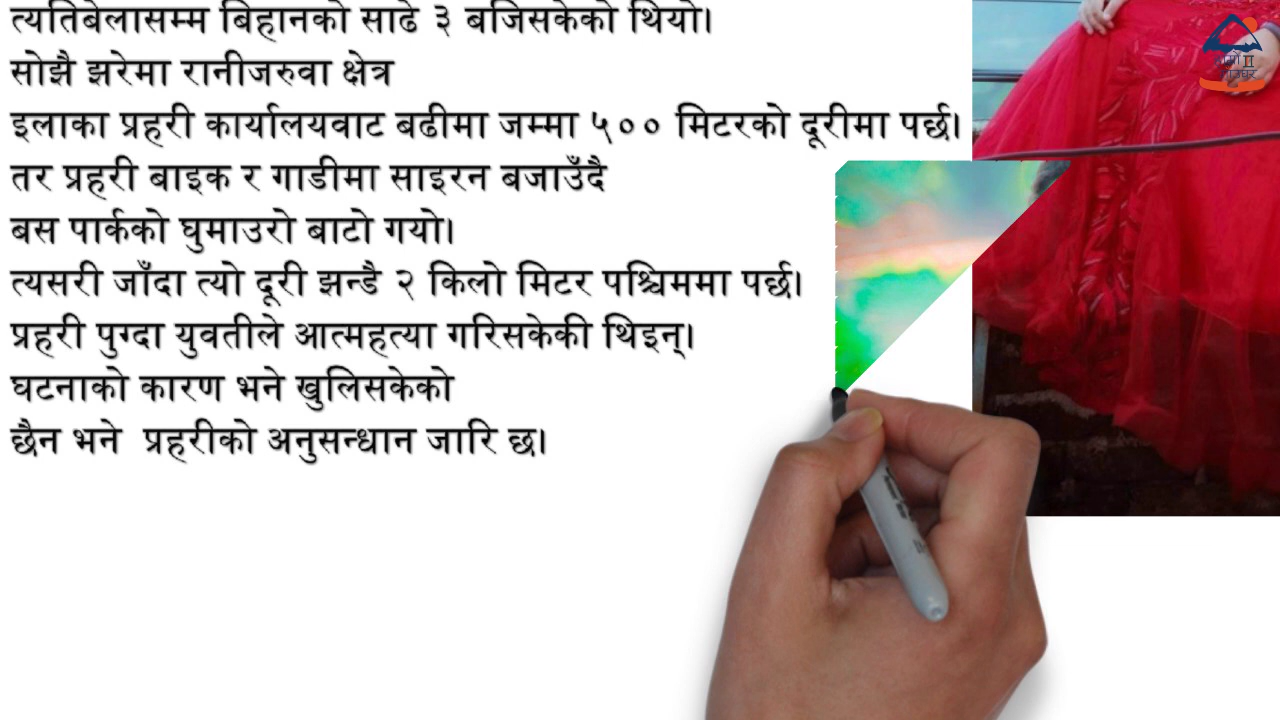 त्यतिबेलासम्म बिहानको साढे ३ बजिसकेको थियो।
सोझै झरेमा रानीजरुवा क्षेत्र
इलाका प्रहरी कार्यालयवाट बढीमा जम्मा ५०० मिटरको दूरीमा पर्छ।
तर प्रहरी बाइक र गाडीमा साइरन बजाउँदै
बस पार्कको घुमाउरो बाटो गयो।
त्यसरी जाँदा त्यो दूरी झन्डै २ किलो मिटर पश्चिममा पर्छ।
प्रहरी पुग्दा युवतीले आत्महत्या गरिसकेकी थिइन्।
घटनाको कारण भने खुलिसकेको
छैन भने प्रहरीको अनुसन्धान जारि छ।